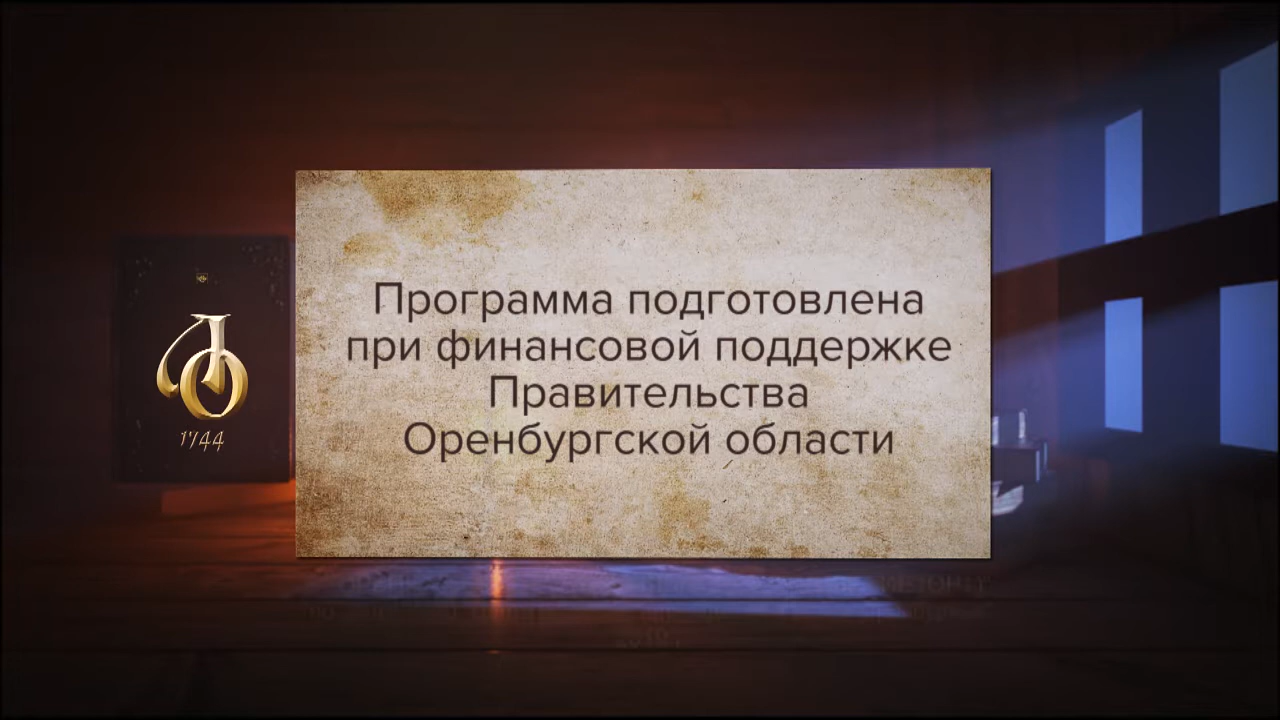 1744
Программа подготовлена
при финансовой поддержке
Правительства
Оренбургской области